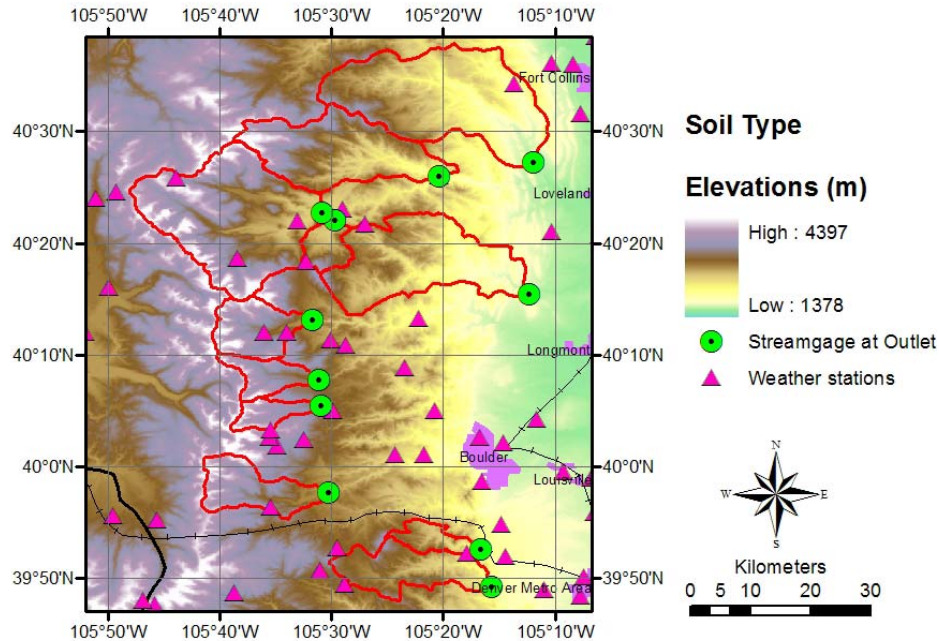 105°50'W 105°40'W 105°30'W 105°20'W 105°10'W
Fort Collins
40°30'N 40°30'N
Loveland
40°20'N 40°20'N
40°10'N 40°10'N
Longmont
Boulder
40°0'N 40°0'N
Louisville
39°50'N 39°50'N
Denver Metro Area
105°50'W 105°40'W 105°30'W 105°20'W 105°10'W
Soil Type
Elevations (m)
High : 4397
Low : 1378
Streamgage at Outlet
Weather stations
N
W E
S
Kilometers
0 5 10 20 30